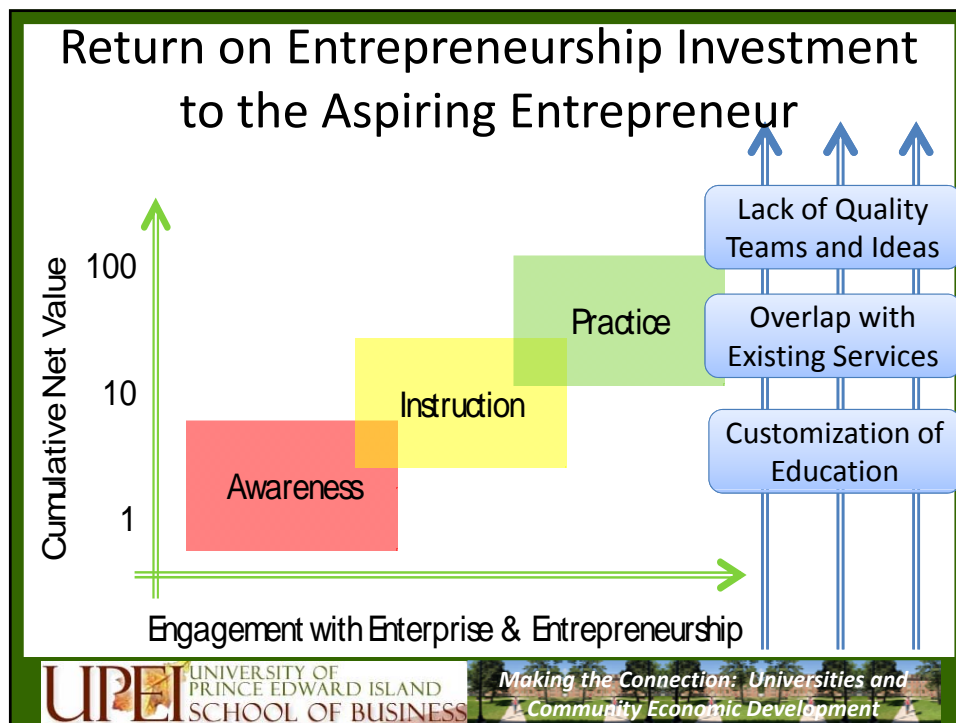 Return on Entrepreneurship Investment
to the Aspiring Entrepreneur
Cumulative Net Value
100
10
1
Practice
Instruction
Awareness
Engagement with Enterprise & Entrepreneurship
Lack of Quality
Teams and Ideas
Overlap with
Existing Services
Customization of
Education
UPEI
UNIVERSITY OF
PRINCE EDWARD ISLAND
SCHOOL OF BUSINESS
Making the Connection: Universities and
Community Economic Development